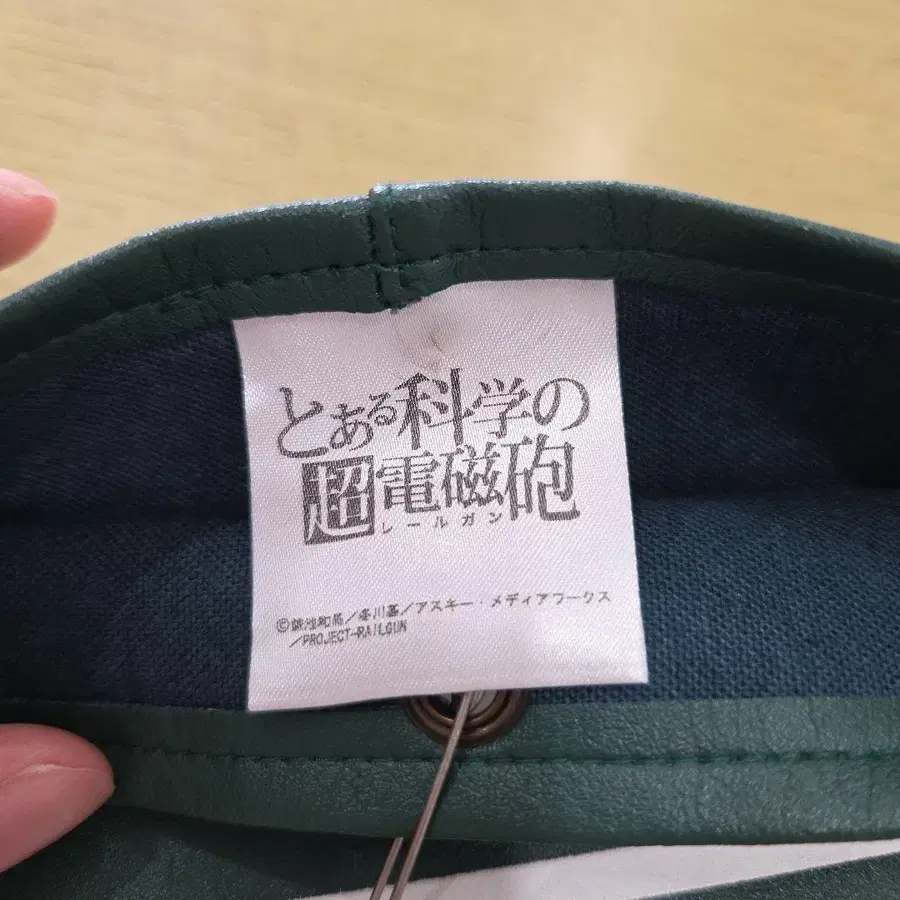 とある科学の
超電磁砲
レールガン
©鎌池和馬/冬川基/アスキー・メディアワークス
/PROJECT-RAILGUN